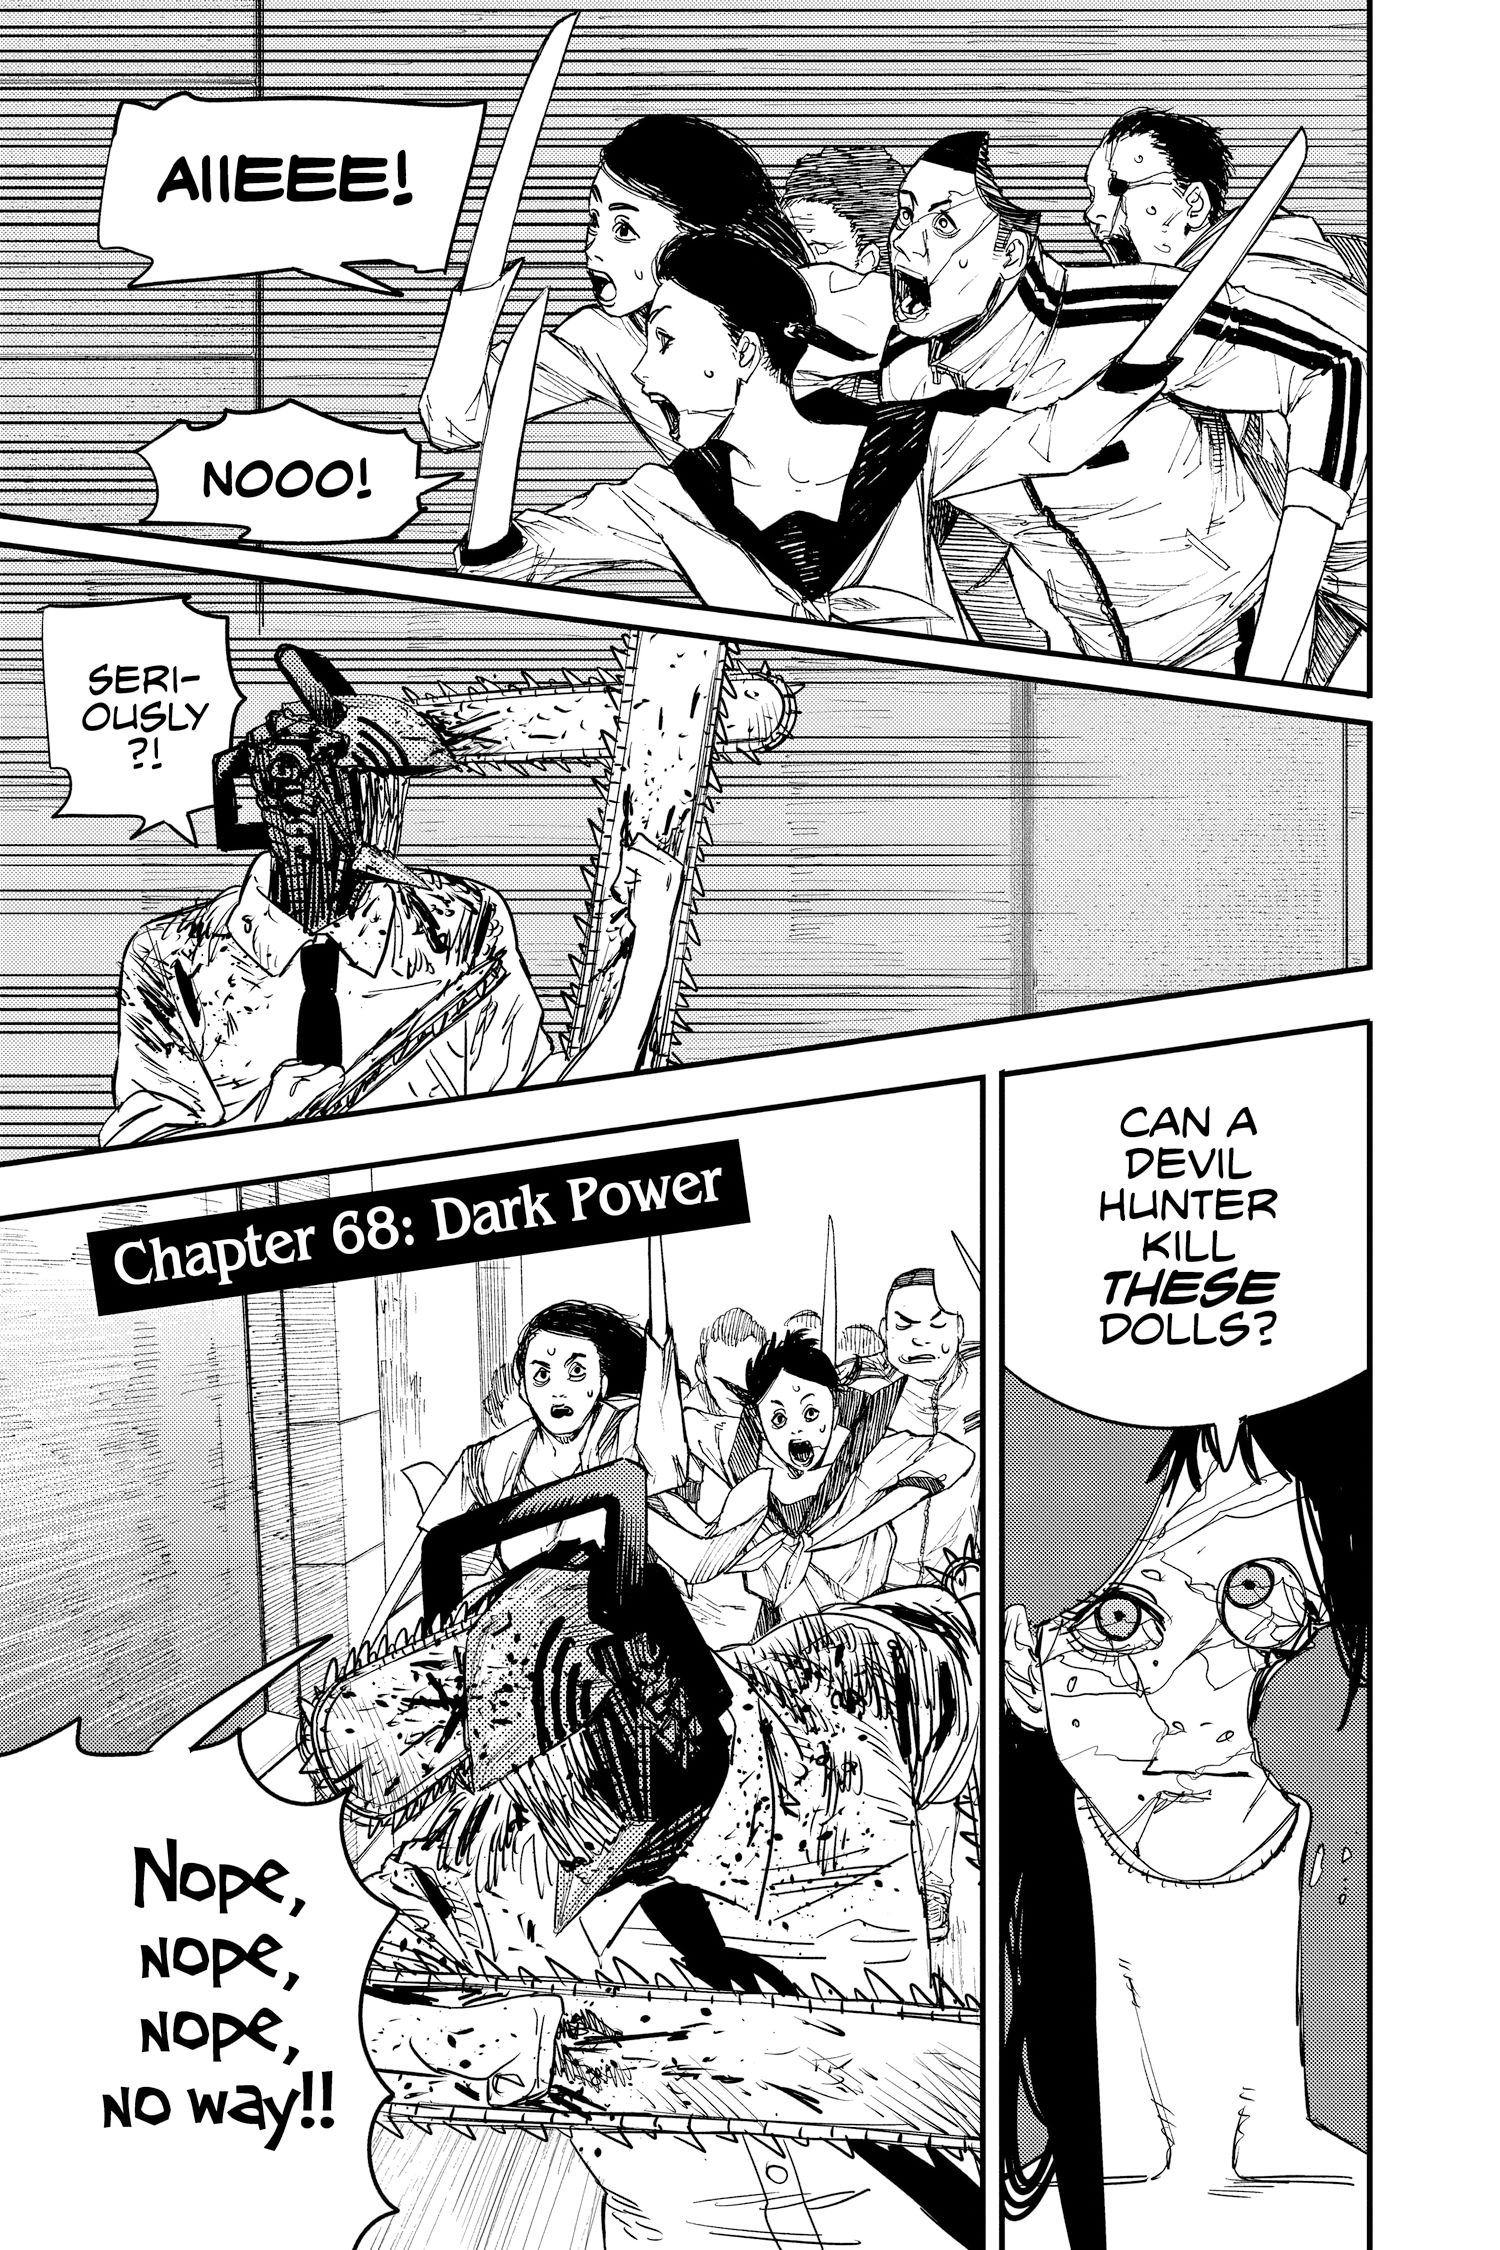 AIIEEE!
NOOO!
SERI-
OUSLY
?!
CAN A
DEVIL
HUNTER
KILL
THESE
DOLLS?
Chapter 68: Dark Power
Nope,
nope,
nope,
no way!!